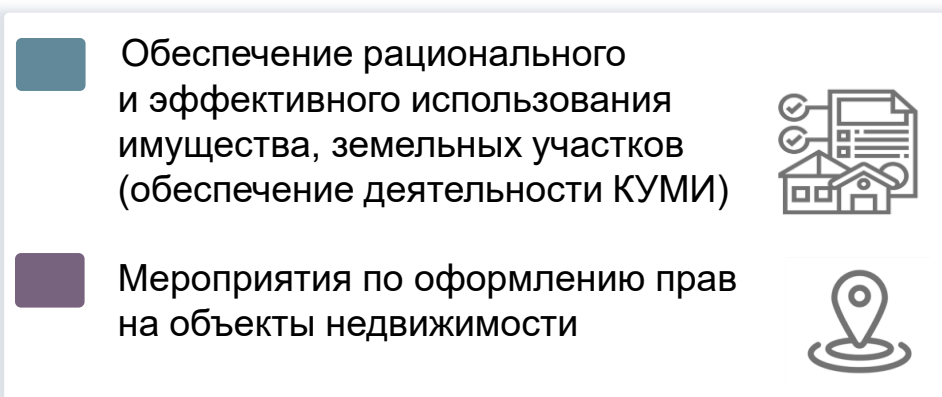 Обеспечение рационального
и эффективного использования
имущества, земельных участков
(обеспечение деятельности КУМИ)
Мероприятия по оформлению прав
на объекты недвижимости